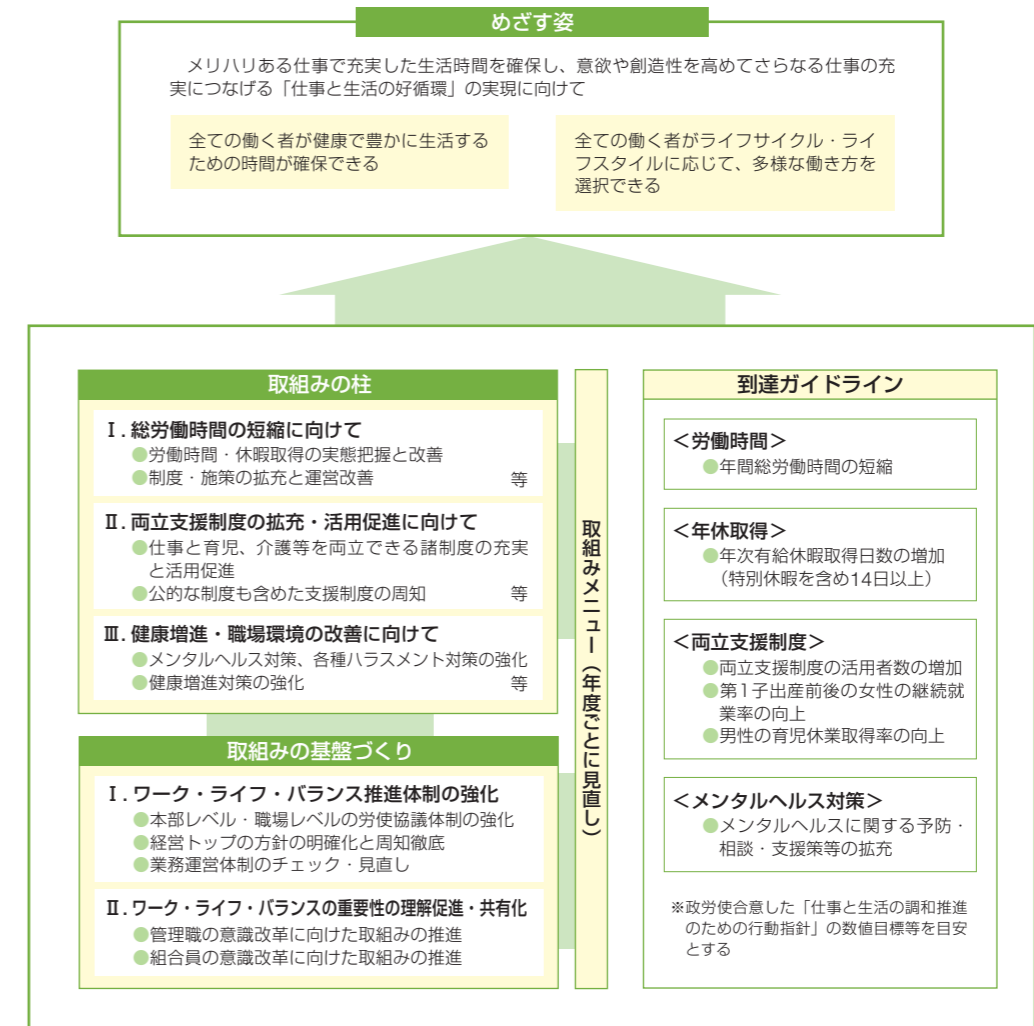 めざす姿
メリハリある仕事で充実した生活時間を確保し、意欲や創造性を高めてさらなる仕事の充
実につなげる「仕事と生活の好循環」の実現に向けて
全ての働く者が健康で豊かに生活する
ための時間が確保できる
全ての働く者がライフサイクル・ライ
フスタイルに応じて、多様な働き方を
選択できる
取組みの柱
Ⅰ. 総労働時間の短縮に向けて
●労働時間・休暇取得の実態把握と改善
●制度・施策の拡充と運営改善 等
Ⅱ. 両立支援制度の拡充・活用促進に向けて
●仕事と育児、介護等を両立できる諸制度の充実
と活用促進
●公的な制度も含めた支援制度の周知 等
Ⅲ. 健康増進・職場環境の改善に向けて
●メンタルヘルス対策、各種ハラスメント対策の強化
●健康増進対策の強化 等
取組みの基盤づくり
Ⅰ. ワーク・ライフ・バランス推進体制の強化
●本部レベル・職場レベルの労使協議体制の強化
●経営トップの方針の明確化と周知徹底
●業務運営体制のチェック・見直し
Ⅱ. ワーク・ライフ・バランスの重要性の理解促進・共有化
●管理職の意識改革に向けた取組みの推進
●組合員の意識改革に向けた取組みの推進
取組みメニュー（年度ごとに見直し）
到達ガイドライン
＜労働時間＞
●年間総労働時間の短縮
＜年休取得＞
●年次有給休暇取得日数の増加
（特別休暇を含め14日以上）
＜両立支援制度＞
●両立支援制度の活用者数の増加
●第1子出産前後の女性の継続就
業率の向上
●男性の育児休業取得率の向上
＜メンタルヘルス対策＞
●メンタルヘルスに関する予防・
相談・支援策等の拡充
※政労使合意した「仕事と生活の調和推進
のための行動指針」の数値目標等を目安
とする